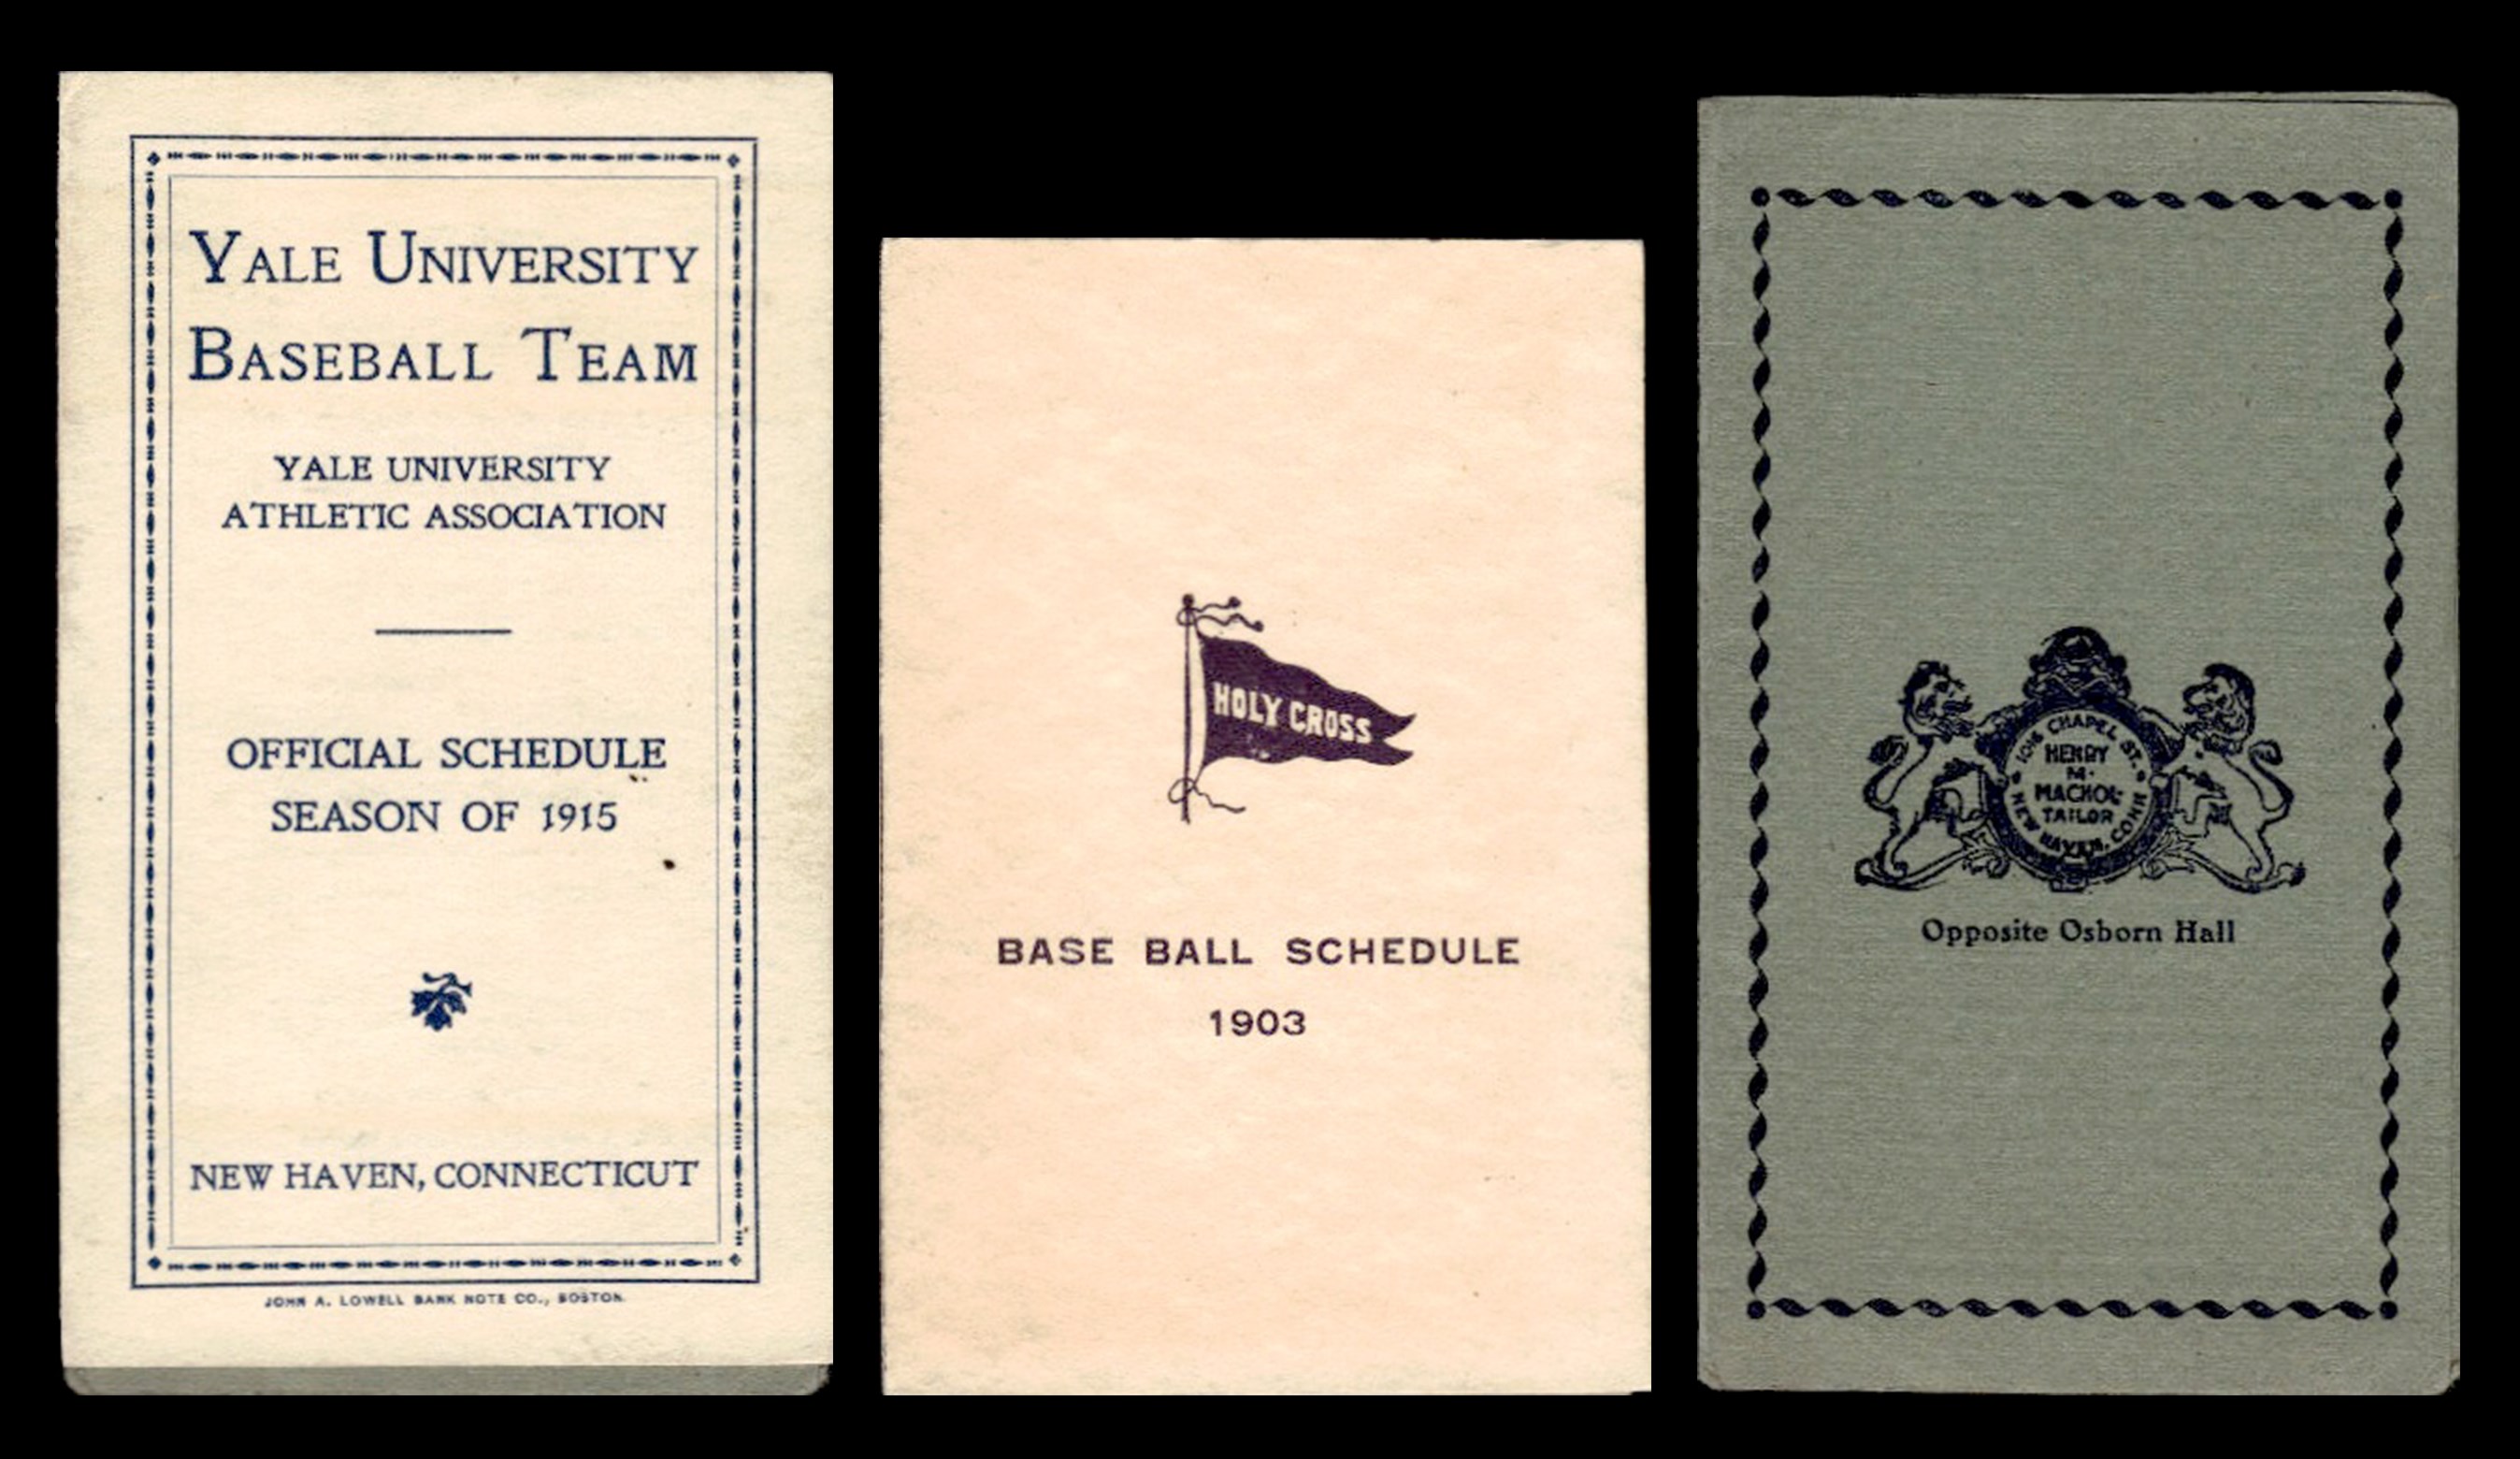 YALE UNIVERSITY
BASEBALL TEAM
YALE UNIVERSITY
ATHLETIC ASSOCIATION
OFFICIAL SCHEDULE
SEASON OF 1915
NEW HAVEN, CONNECTICUT
JOHN A. LOWELL BANK NOTE CO., BOSTON.
HOLY CROSS
BASE BALL SCHEDULE
1903
1015 CHAPEL ST.
HENRY
M.
MACHOL
TAILOR
NEW HAVEN, CONN
Opposite Osborn Hall